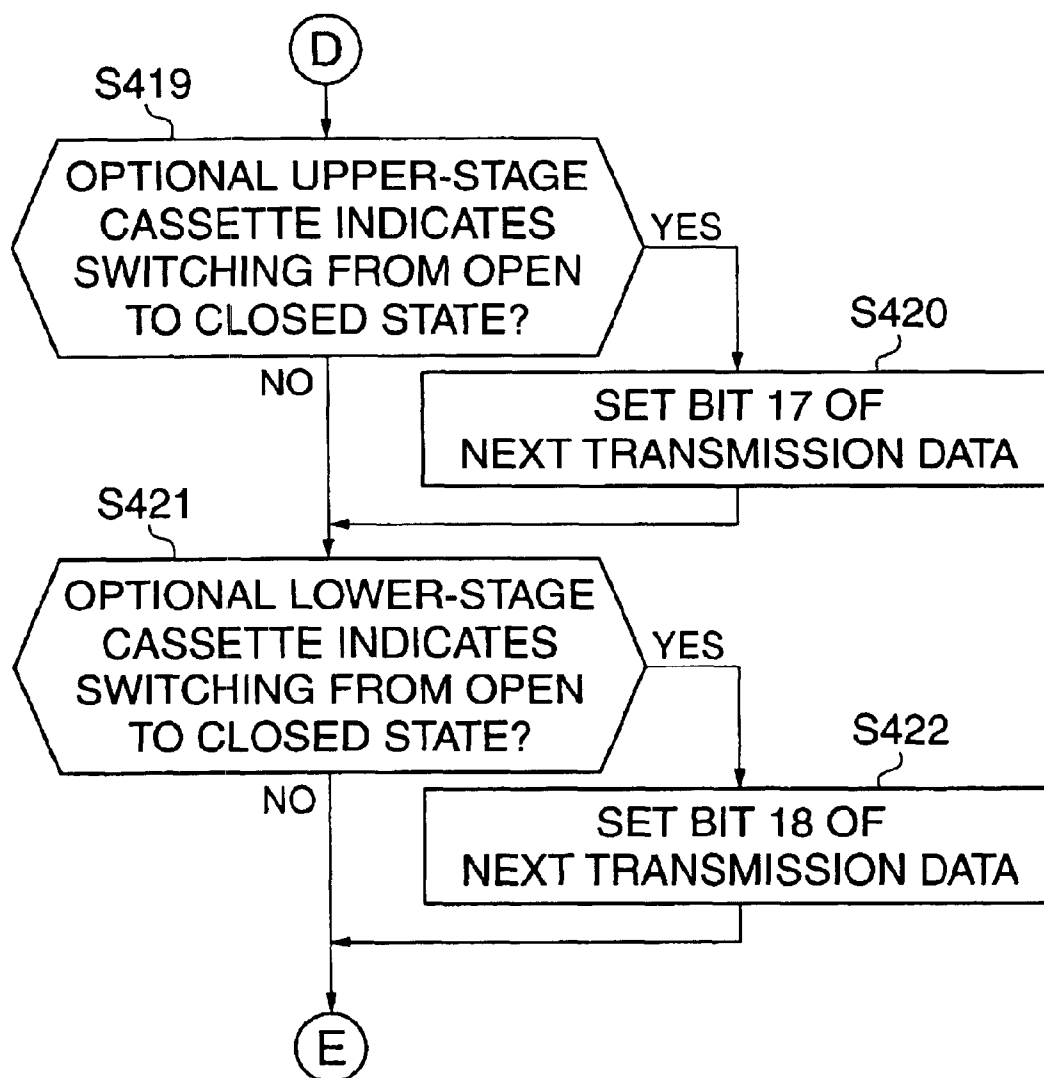 D
S419
OPTIONAL UPPER-STAGE
CASSETTE INDICATES
SWITCHING FROM OPEN
TO CLOSED STATE?
YES
NO
S420
SET BIT 17 OF
NEXT TRANSMISSION DATA
S421
OPTIONAL LOWER-STAGE
CASSETTE INDICATES
SWITCHING FROM OPEN
TO CLOSED STATE?
YES
NO
S422
SET BIT 18 OF
NEXT TRANSMISSION DATA
E